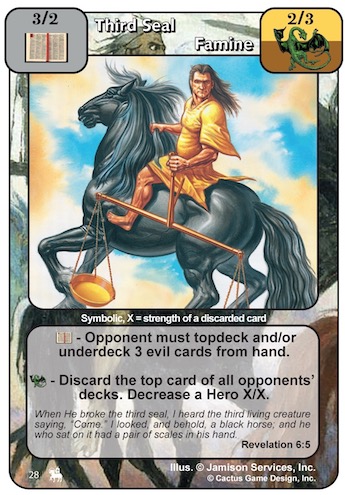 3/2
2/3
Third Seal
Famine
Symbolic, X = strength of a discarded card
- Opponent must topdeck and/or
underdeck 3 evil cards from hand.
- Discard the top card of all opponents'
decks. Decrease a Hero X/X.
When He broke the third seal, I heard the third living creature
saying, "Come." I looked, and behold, a black horse; and he
who sat on it had a pair of scales in his hand.
Revelation 6:5
Illus. © Jamison Services, Inc.
28
© Cactus Game Design, Inc.